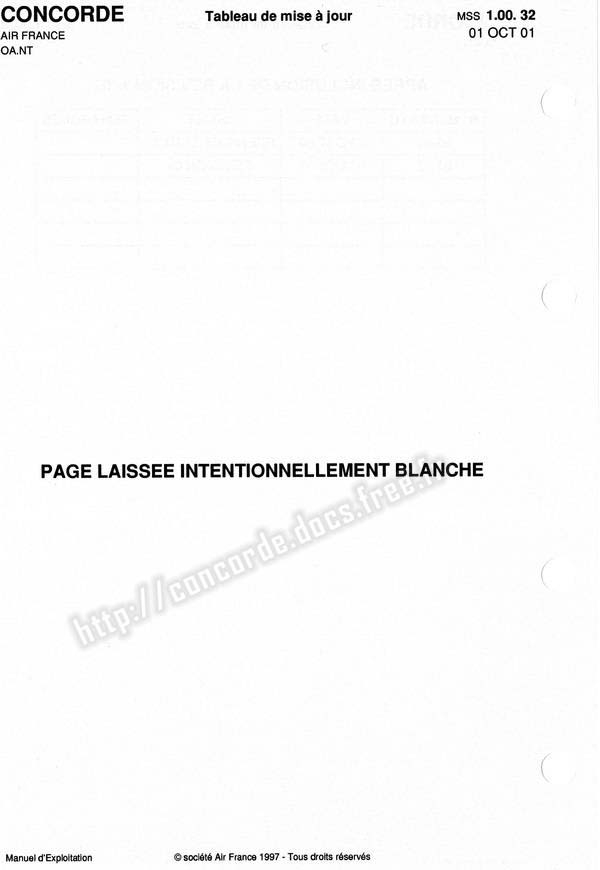 CONCORDE
AIR FRANCE
OA.NT
Tableau de mise à jour
MSS 1.00. 32
01 OCT 01
PAGE LAISSEE INTENTIONNELLEMENT BLANCHE
http://concorde.docs.free.fr
Manuel d'Exploitation
© société Air France 1997 - Tous droits réservés